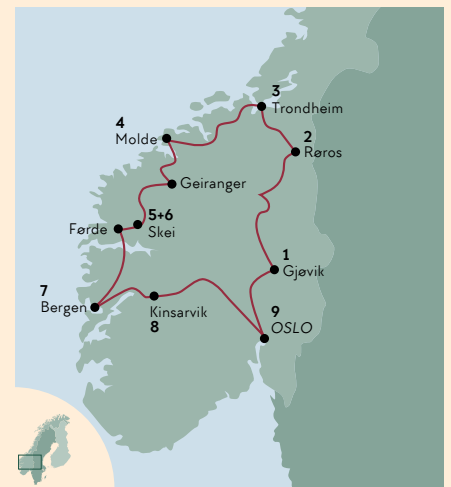 3
Trondheim
4
Molde
2
Røros
Geiranger
5+6
Skei
Førde
1
Gjøvik
7
Bergen
Kinsarvik
8
9
OSLO